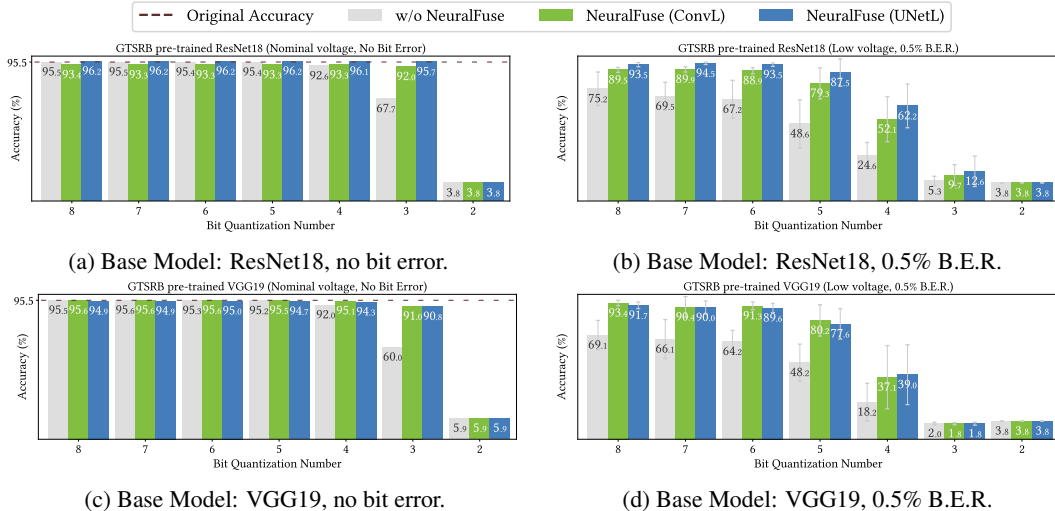 Original Accuracy w/o NeuralFuse NeuralFuse (ConvL) NeuralFuse (UNetL)
GTSRB pre-trained ResNet18 (Nominal voltage, No Bit Error)
95.5
Accuracy (%)
95.5 93.4 96.2 95.5 93.3 96.2 95.4 93.3 96.2 95.4 93.3 96.2 92.6 93.3 96.1 67.7 92.0 95.7 3.8 3.8 3.8
8 7 6 5 4 3 2
Bit Quantization Number
(a) Base Model: ResNet18, no bit error.
GTSRB pre-trained ResNet18 (Low voltage, 0.5% B.E.R.)
Accuracy (%)
75.2 89.5 93.5 69.5 89.9 94.5 67.2 88.9 93.5 48.6 79.3 87.5 24.6 52.1 62.2 5.3 9.7 12.6 3.8 3.8 3.8
8 7 6 5 4 3 2
Bit Quantization Number
(b) Base Model: ResNet18, 0.5% B.E.R.
GTSRB pre-trained VGG19 (Nominal voltage, No Bit Error)
95.5
Accuracy (%)
95.5 95.6 94.9 95.6 95.6 94.9 95.3 95.6 95.0 95.2 95.5 94.7 92.0 95.1 94.3 60.0 91.0 90.8 5.9 5.9 5.9
8 7 6 5 4 3 2
Bit Quantization Number
(c) Base Model: VGG19, no bit error.
GTSRB pre-trained VGG19 (Low voltage, 0.5% B.E.R.)
Accuracy (%)
69.1 93.4 91.7 66.1 90.4 90.0 64.2 91.3 89.6 48.2 80.2 77.6 18.2 37.1 39.0 2.0 1.8 1.8 3.8 3.8 3.8
8 7 6 5 4 3 2
Bit Quantization Number
(d) Base Model: VGG19, 0.5% B.E.R.